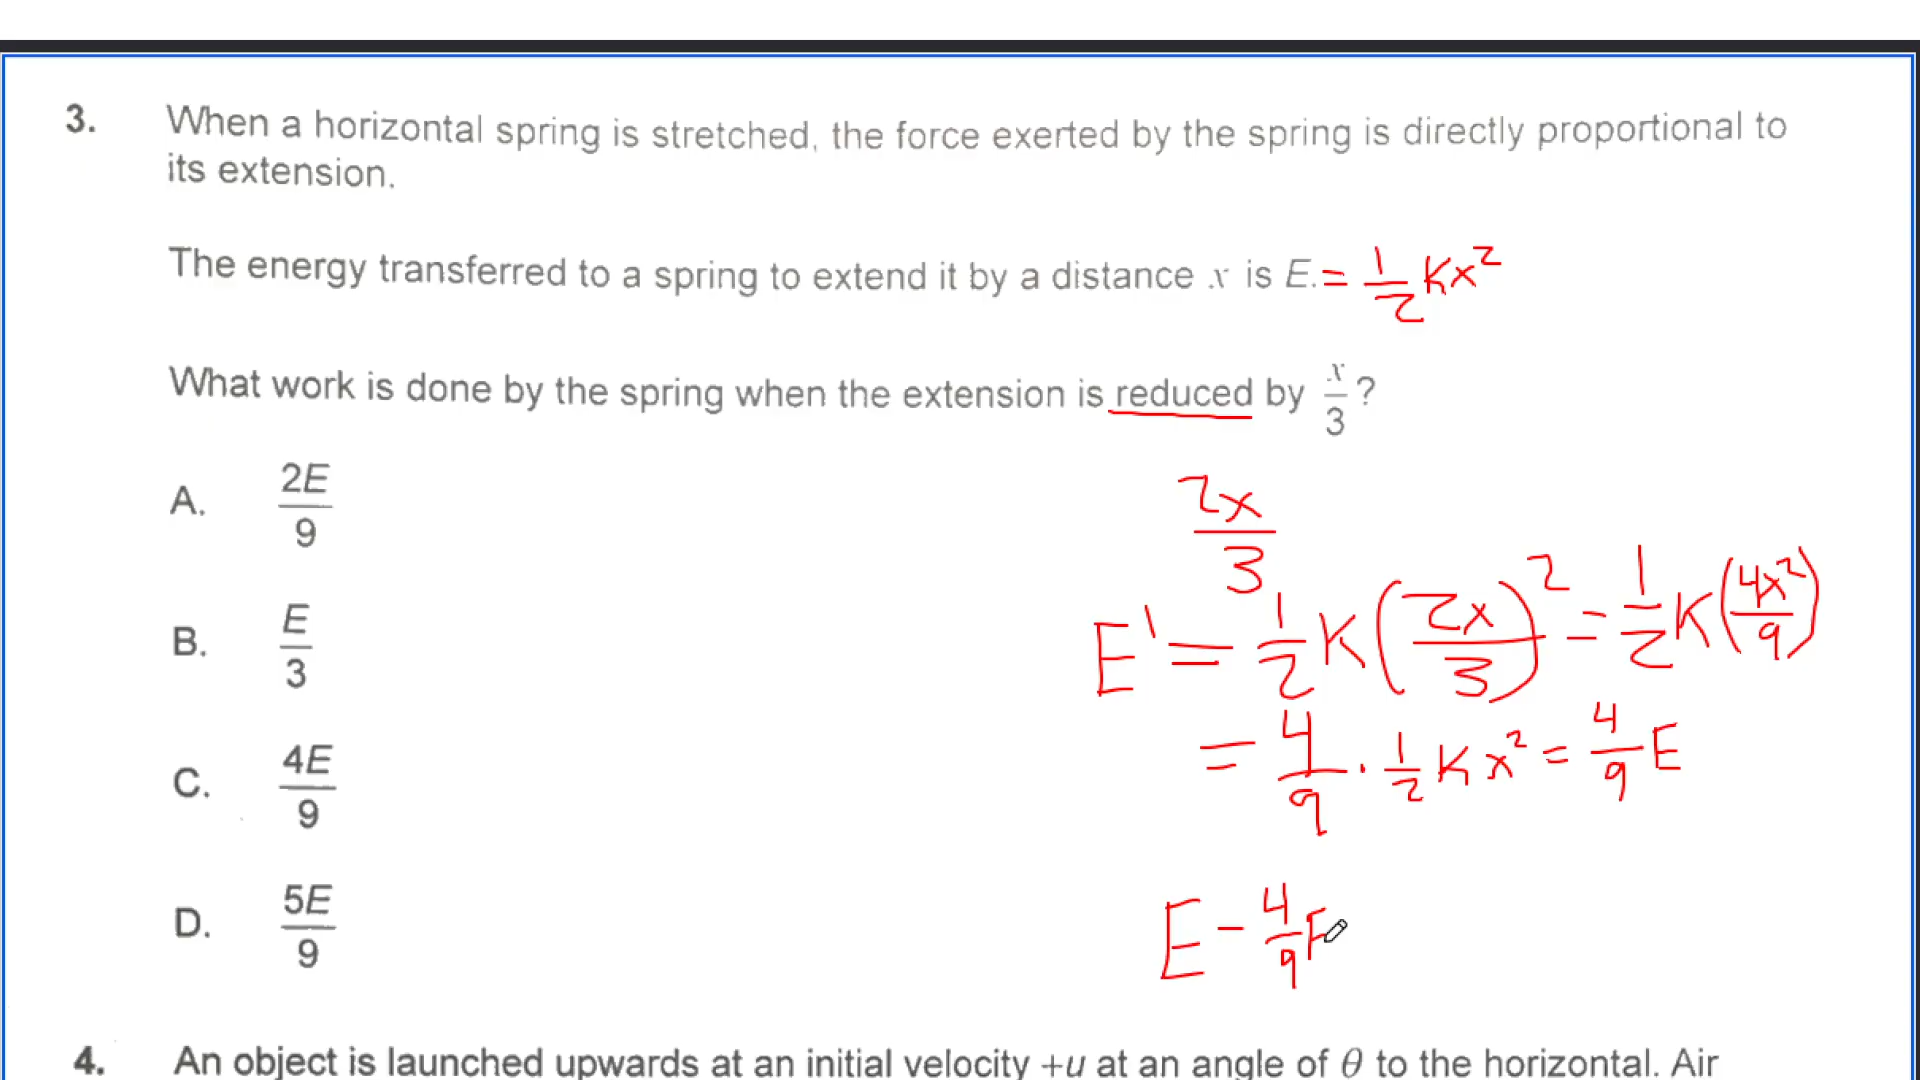 3. When a horizontal spring is stretched, the force exerted by the spring is directly proportional to
its extension.
The energy transferred to a spring to extend it by a distance x is E. = 1/2 Kx²
What work is done by the spring when the extension is reduced by x/3?
A. 2E/9
2x/3
B. E/3
E' = 1/2 K(2x/3)² = 1/2 K(4x²/9)
C. 4E/9
= 4/9 · 1/2 Kx² = 4/9 E
D. 5E/9
E - 4/9 E
4. An object is launched upwards at an initial velocity +u at an angle of θ to the horizontal. Air